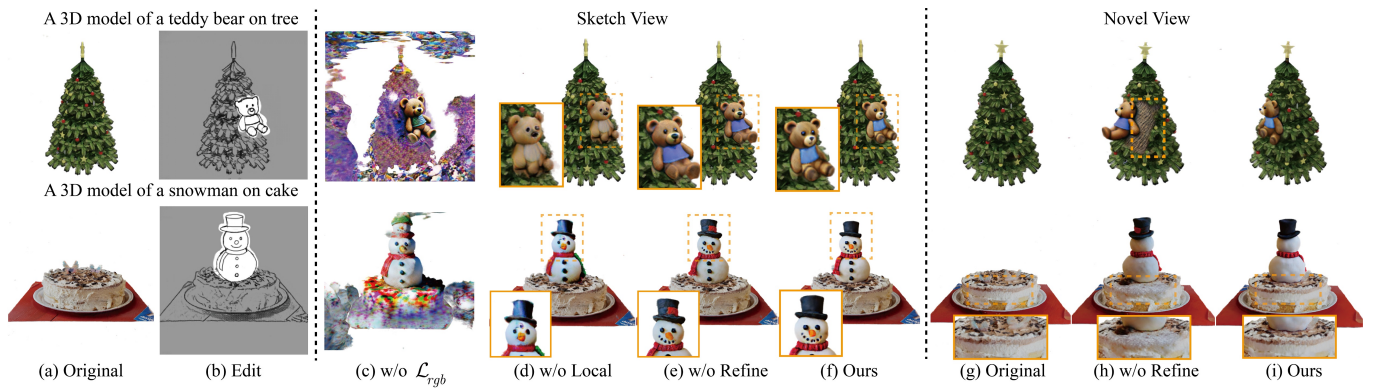 A 3D model of a teddy bear on tree
Sketch View
Novel View
A 3D model of a snowman on cake
(a) Original
(b) Edit
(c) w/o ℒrgb
(d) w/o Local
(e) w/o Refine
(f) Ours
(g) Original
(h) w/o Refine
(i) Ours